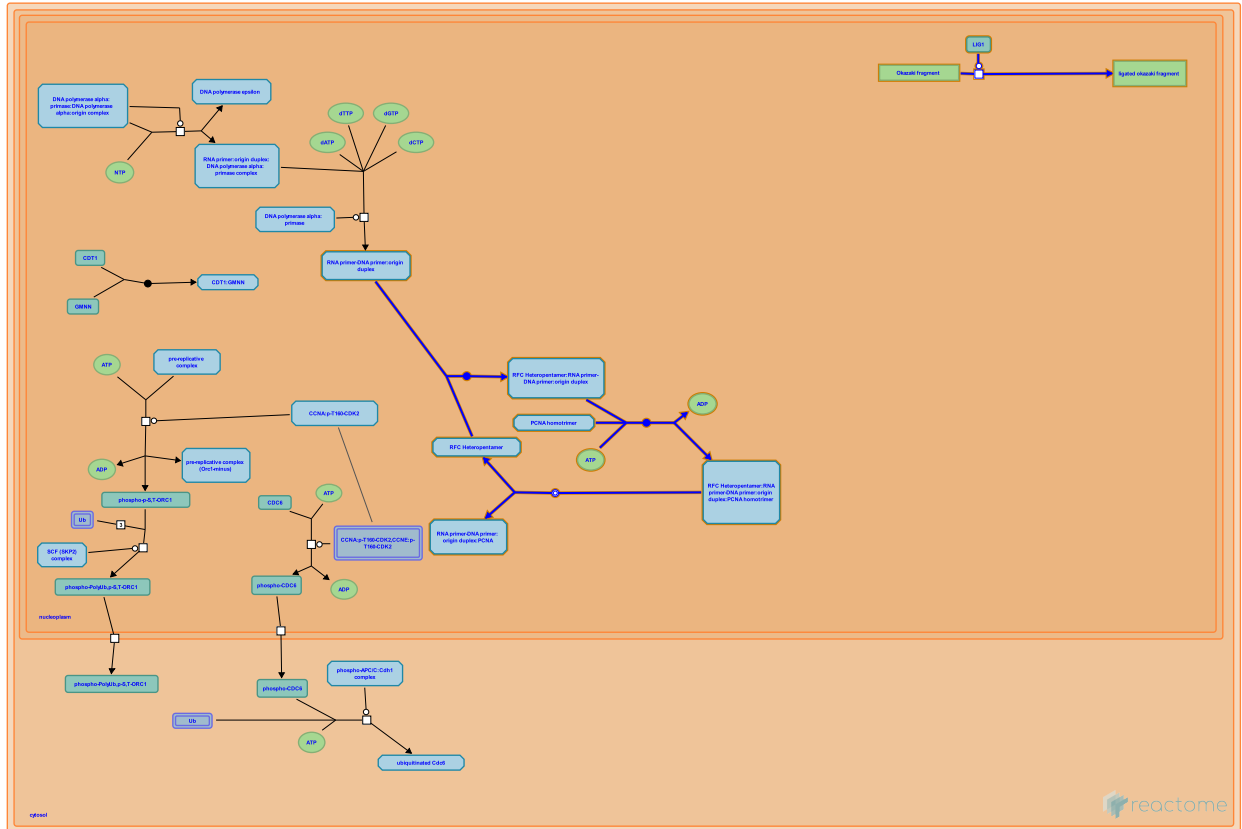 LIG1
Okazaki fragment
ligated okazaki fragment
DNA polymerase alpha:
primase:DNA polymerase
alpha:origin complex
DNA polymerase epsilon
NTP
RNA primer:origin duplex:
DNA polymerase alpha:
primase complex
dTTP
dGTP
dATP
dCTP
DNA polymerase alpha:
primase
RNA primer-DNA primer:origin
duplex
CDT1
GMNN
CDT1:GMNN
ATP
pre-replicative
complex
CCNA:p-T160-CDK2
ADP
pre-replicative complex
(Orc1-minus)
phospho-p-S,T-ORC1
Ub
3
SCF (SKP2)
complex
phospho-PolyUb,p-S,T-ORC1
RFC Heteropentamer:RNA primer-
DNA primer:origin duplex
PCNA homotrimer
ATP
ADP
RFC Heteropentamer
RFC Heteropentamer:RNA
primer-DNA primer:origin
duplex:PCNA homotrimer
RNA primer-DNA primer:
origin duplex:PCNA
CDC6
ATP
CCNA:p-T160-CDK2,CCNE:p-
T160-CDK2
phospho-CDC6
ADP
nucleoplasm
phospho-PolyUb,p-S,T-ORC1
phospho-CDC6
phospho-APC/C:Cdh1
complex
Ub
ATP
ubiquitinated Cdc6
cytosol
reactome